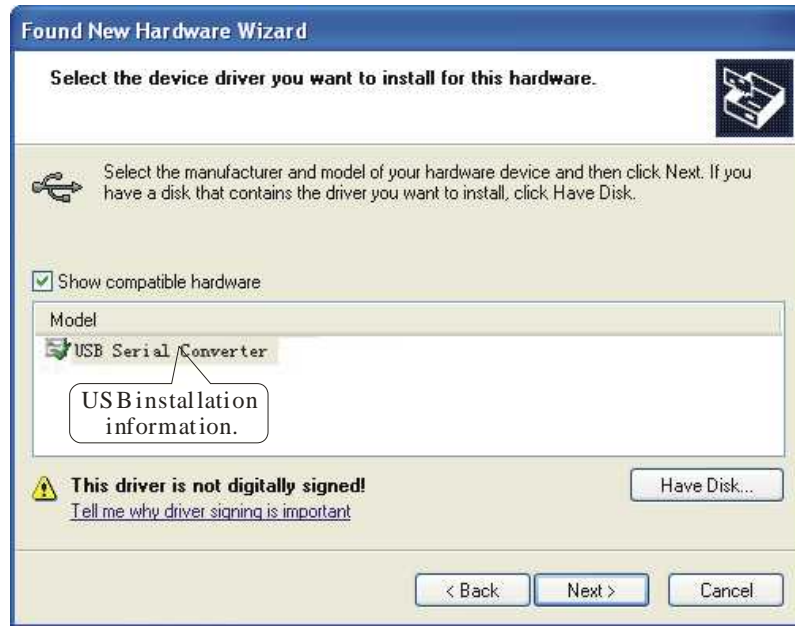 Found New Hardware Wizard
Select the device driver you want to install for this hardware.
Select the manufacturer and model of your hardware device and then click Next. If you
have a disk that contains the driver you want to install, click Have Disk.
Show compatible hardware
Model
USB Serial Converter
USB installation
information.
This driver is not digitally signed!
Have Disk...
Tell me why driver signing is important
< Back
Next >
Cancel